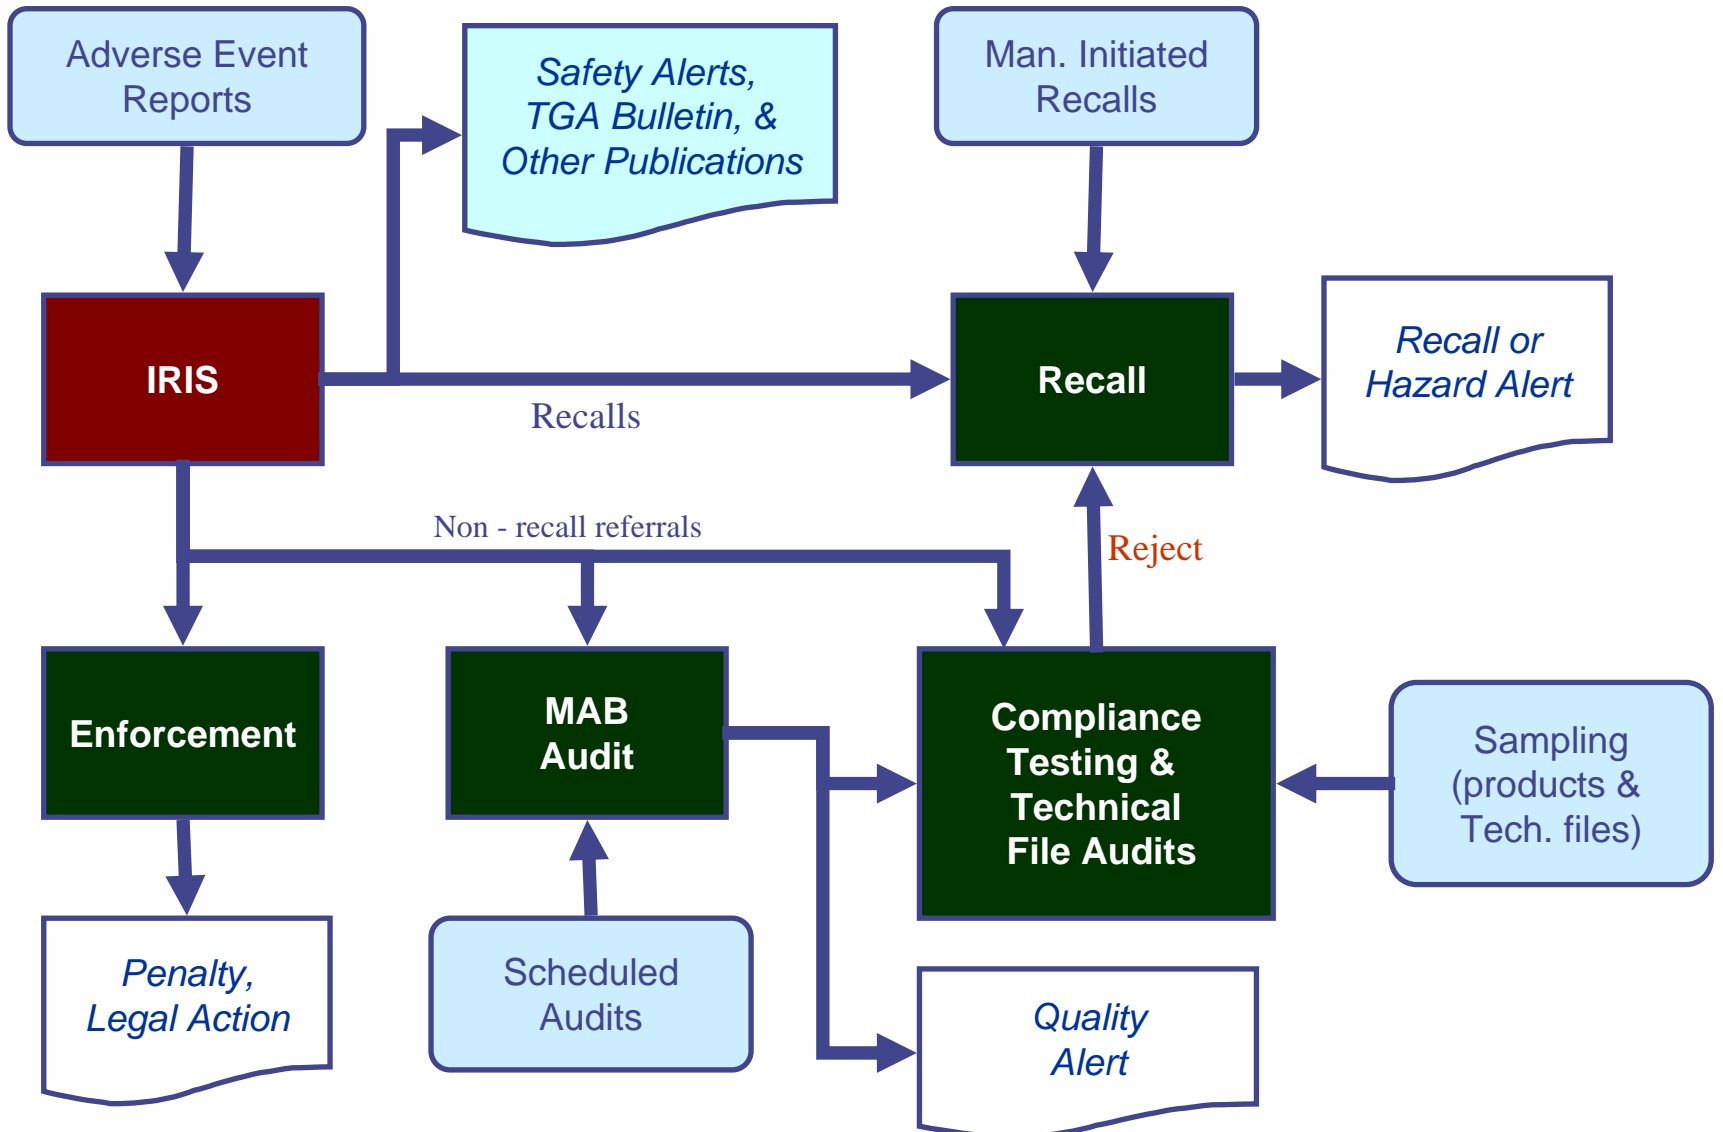 Adverse Event
Reports
Safety Alerts,
TGA Bulletin, &
Other Publications
Man. Initiated
Recalls
IRIS
Recalls
Recall
Recall or
Hazard Alert
Non - recall referrals
Reject
Enforcement
MAB
Audit
Compliance
Testing &
Technical
File Audits
Sampling
(products &
Tech. files)
Penalty,
Legal Action
Scheduled
Audits
Quality
Alert